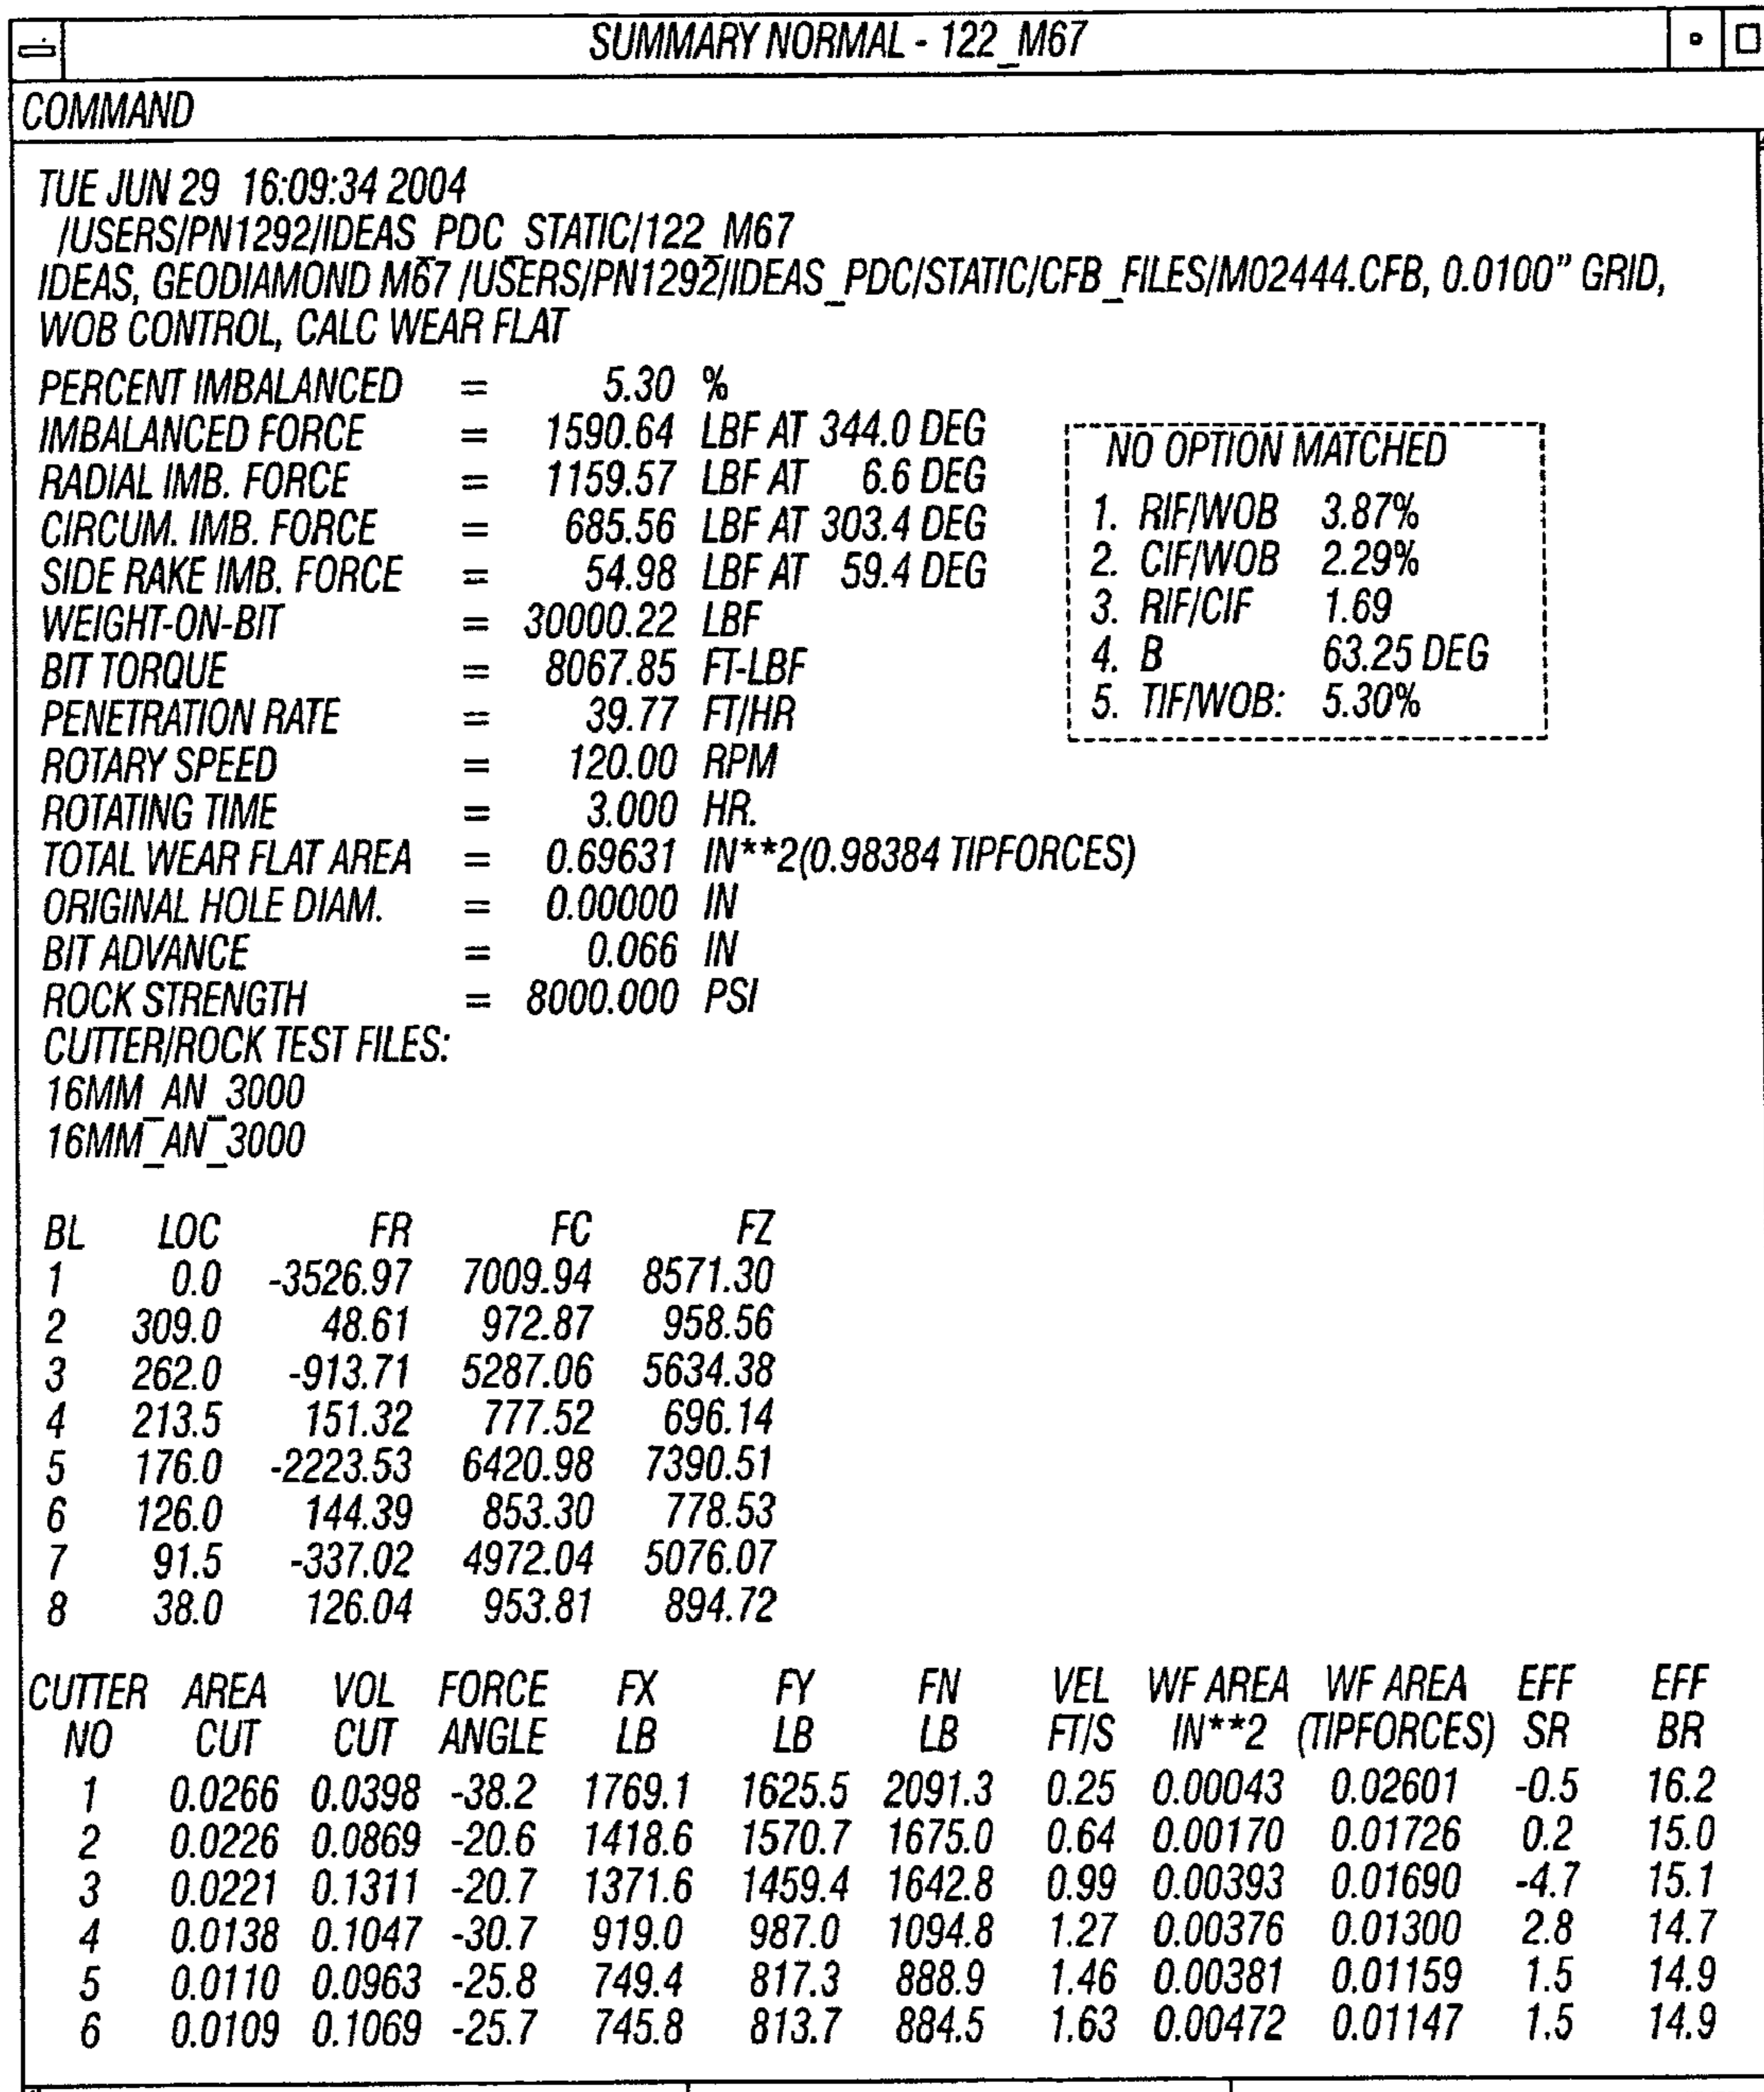 SUMMARY NORMAL - 122_M67
COMMAND
TUE JUN 29 16:09:34 2004
/USERS/PN1292/IDEAS_PDC_STATIC/122_M67
IDEAS, GEODIAMOND M67 /USERS/PN1292/IDEAS_PDC/STATIC/CFB_FILES/M02444.CFB, 0.0100" GRID,
WOB CONTROL, CALC WEAR FLAT
PERCENT IMBALANCED = 5.30 %
IMBALANCED FORCE = 1590.64 LBF AT 344.0 DEG
RADIAL IMB. FORCE = 1159.57 LBF AT 6.6 DEG
CIRCUM. IMB. FORCE = 685.56 LBF AT 303.4 DEG
SIDE RAKE IMB. FORCE = 54.98 LBF AT 59.4 DEG
WEIGHT-ON-BIT = 30000.22 LBF
BIT TORQUE = 8067.85 FT-LBF
PENETRATION RATE = 39.77 FT/HR
ROTARY SPEED = 120.00 RPM
ROTATING TIME = 3.000 HR.
TOTAL WEAR FLAT AREA = 0.69631 IN**2(0.98384 TIPFORCES)
ORIGINAL HOLE DIAM. = 0.00000 IN
BIT ADVANCE = 0.066 IN
ROCK STRENGTH = 8000.000 PSI
CUTTER/ROCK TEST FILES:
16MM_AN_3000
16MM_AN_3000
NO OPTION MATCHED
1. RIF/WOB 3.87%
2. CIF/WOB 2.29%
3. RIF/CIF 1.69
4. B 63.25 DEG
5. TIF/WOB: 5.30%
BL LOC FR FC FZ
1 0.0 -3526.97 7009.94 8571.30
2 309.0 48.61 972.87 958.56
3 262.0 -913.71 5287.06 5634.38
4 213.5 151.32 777.52 696.14
5 176.0 -2223.53 6420.98 7390.51
6 126.0 144.39 853.30 778.53
7 91.5 -337.02 4972.04 5076.07
8 38.0 126.04 953.81 894.72
CUTTER AREA VOL FORCE FX FY FN VEL WF AREA WF AREA EFF EFF
NO CUT CUT ANGLE LB LB LB FT/S IN**2 (TIPFORCES) SR BR
1 0.0266 0.0398 -38.2 1769.1 1625.5 2091.3 0.25 0.00043 0.02601 -0.5 16.2
2 0.0226 0.0869 -20.6 1418.6 1570.7 1675.0 0.64 0.00170 0.01726 0.2 15.0
3 0.0221 0.1311 -20.7 1371.6 1459.4 1642.8 0.99 0.00393 0.01690 -4.7 15.1
4 0.0138 0.1047 -30.7 919.0 987.0 1094.8 1.27 0.00376 0.01300 2.8 14.7
5 0.0110 0.0963 -25.8 749.4 817.3 888.9 1.46 0.00381 0.01159 1.5 14.9
6 0.0109 0.1069 -25.7 745.8 813.7 884.5 1.63 0.00472 0.01147 1.5 14.9